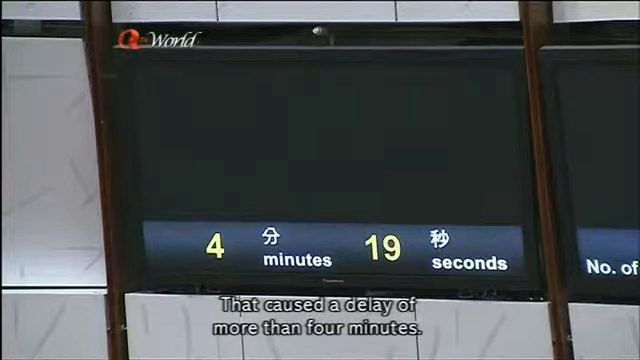 World
4 分 minutes 19 秒 seconds
No. of
That caused a delay of
more than four minutes.